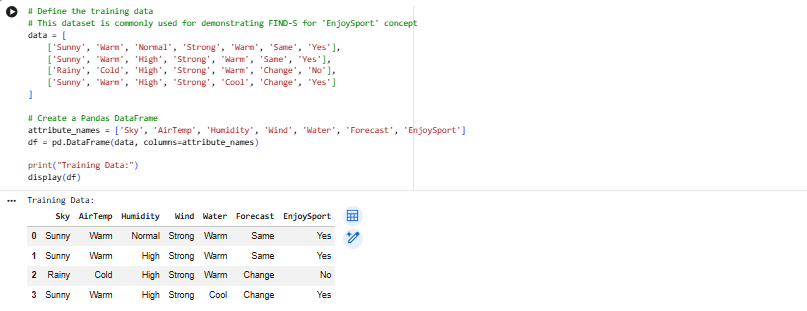 # Define the training data
# This dataset is commonly used for demonstrating FIND-S for 'EnjoySport' concept
data = [
    ['Sunny', 'Warm', 'Normal', 'Strong', 'Warm', 'Same', 'Yes'],
    ['Sunny', 'Warm', 'High', 'Strong', 'Warm', 'Same', 'Yes'],
    ['Rainy', 'Cold', 'High', 'Strong', 'Warm', 'Change', 'No'],
    ['Sunny', 'Warm', 'High', 'Strong', 'Cool', 'Change', 'Yes']
]
# Create a Pandas DataFrame
attribute_names = ['Sky', 'AirTemp', 'Humidity', 'Wind', 'Water', 'Forecast', 'EnjoySport']
df = pd.DataFrame(data, columns=attribute_names)
print("Training Data:")
display(df)
Training Data:
Sky AirTemp Humidity Wind Water Forecast EnjoySport
0 Sunny Warm Normal Strong Warm Same Yes
1 Sunny Warm High Strong Warm Same Yes
2 Rainy Cold High Strong Warm Change No
3 Sunny Warm High Strong Cool Change Yes